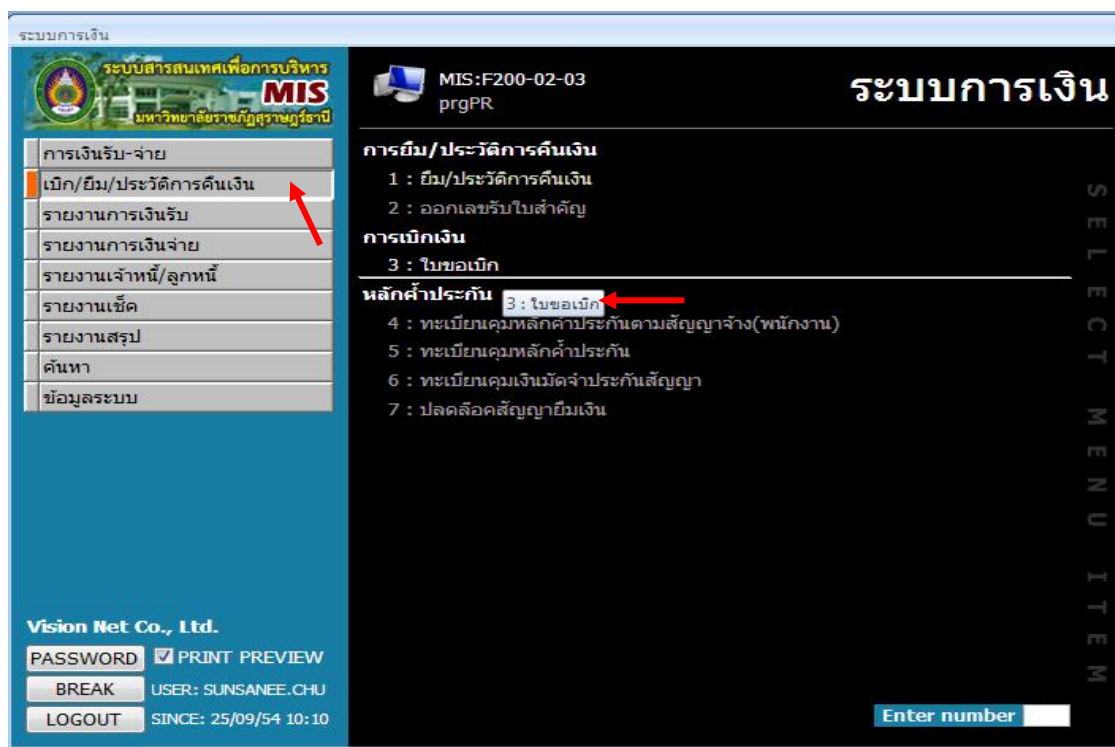 ระบบการเงิน
ระบบสารสนเทศเพื่อการบริหาร
MIS
มหาวิทยาลัยราชภัฏสุราษฎร์ธานี
MIS:F200-02-03
prgPR
ระบบการเงิน
การเงินรับ-จ่าย
เบิก/ยืม/ประวัติการคืนเงิน
รายงานการเงินรับ
รายงานการเงินจ่าย
รายงานเจ้าหนี้/ลูกหนี้
รายงานเช็ค
รายงานสรุป
ค้นหา
ข้อมูลระบบ
การยืม/ประวัติการคืนเงิน
1 : ยืม/ประวัติการคืนเงิน
2 : ออกเลขรับใบสำคัญ
การเบิกเงิน
3 : ใบขอเบิก
หลักค้ำประกัน
3 : ใบขอเบิก
4 : ทะเบียนคุมหลักค้ำประกันตามสัญญาจ้าง(พนักงาน)
5 : ทะเบียนคุมหลักค้ำประกัน
6 : ทะเบียนคุมเงินมัดจำประกันสัญญา
7 : ปลดล๊อคสัญญายืมเงิน
SELECT MENU ITEM
Vision Net Co., Ltd.
PASSWORD PRINT PREVIEW
BREAK USER: SUNSANEE.CHU
LOGOUT SINCE: 25/09/54 10:10
Enter number